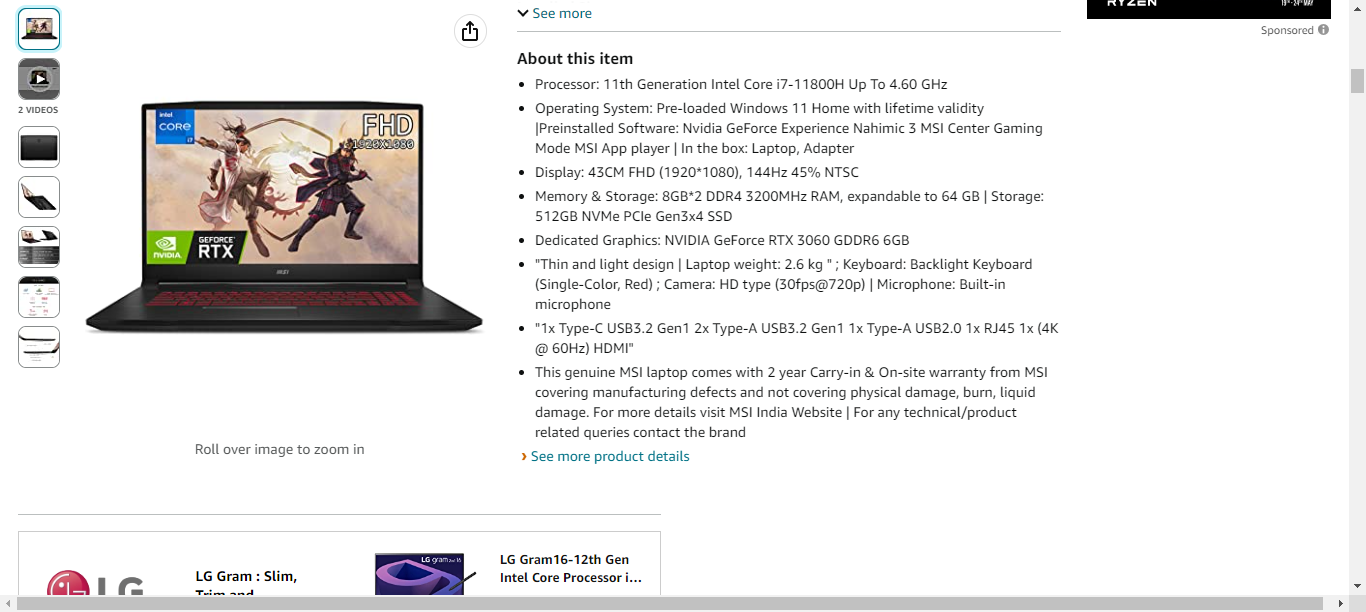 RYZEN
See more
Sponsored
About this item
2 VIDEOS
Processor: 11th Generation Intel Core i7-11800H Up To 4.60 GHz
Operating System: Pre-loaded Windows 11 Home with lifetime validity
|Preinstalled Software: Nvidia GeForce Experience Nahimic 3 MSI Center Gaming
Mode MSI App player | In the box: Laptop, Adapter
Display: 43CM FHD (1920*1080), 144Hz 45% NTSC
Memory & Storage: 8GB*2 DDR4 3200MHz RAM, expandable to 64 GB | Storage:
512GB NVMe PCIe Gen3x4 SSD
Dedicated Graphics: NVIDIA GeForce RTX 3060 GDDR6 6GB
"Thin and light design | Laptop weight: 2.6 kg " ; Keyboard: Backlight Keyboard
(Single-Color, Red) ; Camera: HD type (30fps@720p) | Microphone: Built-in
microphone
"1x Type-C USB3.2 Gen1 2x Type-A USB3.2 Gen1 1x Type-A USB2.0 1x RJ45 1x (4K
@ 60Hz) HDMI"
This genuine MSI laptop comes with 2 year Carry-in & On-site warranty from MSI
covering manufacturing defects and not covering physical damage, burn, liquid
damage. For more details visit MSI India Website | For any technical/product
related queries contact the brand
See more product details
intel
CORE
i7
FHD
1920X1080
NVIDIA
GEFORCE
RTX
msi
Roll over image to zoom in
LG
LG Gram : Slim,
Trim and
LG gram
LG Gram16-12th Gen
Intel Core Processor i...